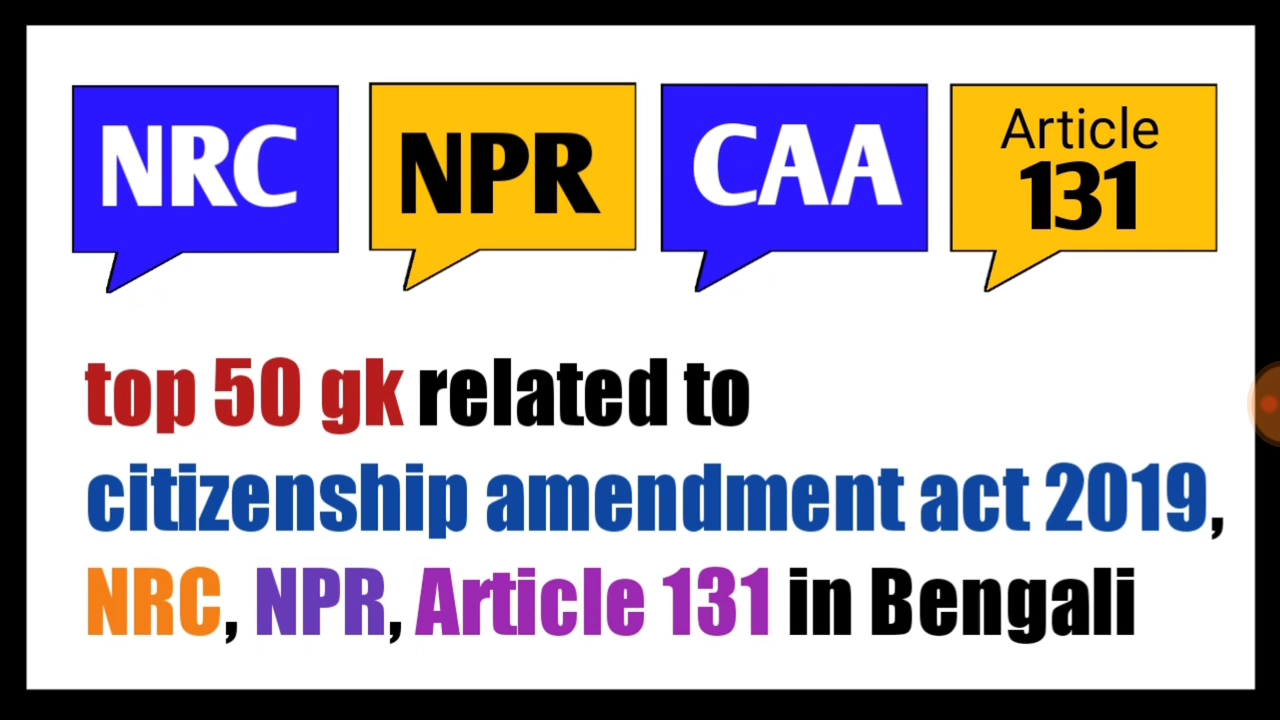 NRC
NPR
CAA
Article
131
top 50 gk related to
citizenship amendment act 2019,
NRC, NPR, Article 131 in Bengali